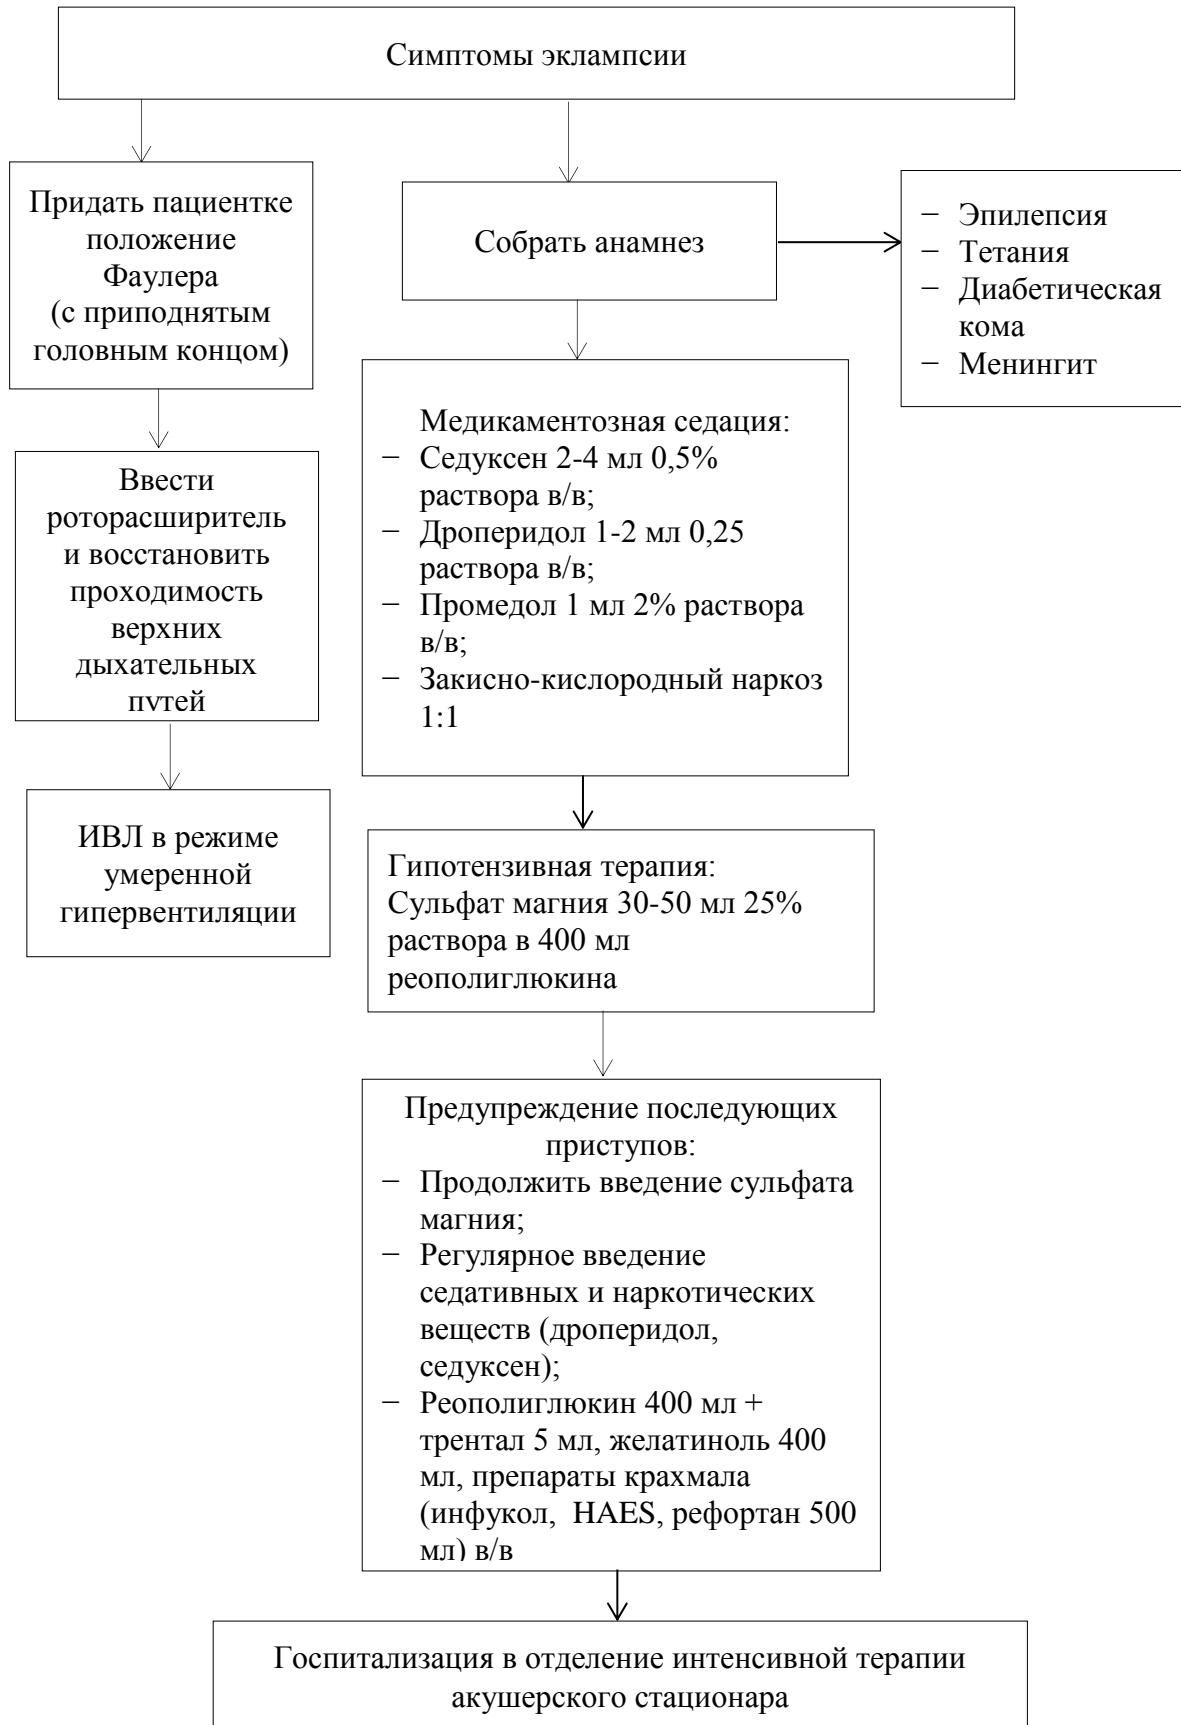 Симптомы эклампсии
Придать пациентке
положение
Фаулера
(с приподнятым
головным концом)
Собрать анамнез
− Эпилепсия
− Тетания
− Диабетическая
кома
− Менингит
Ввести
роторасширитель
и восстановить
проходимость
верхних
дыхательных
путей
ИВЛ в режиме
умеренной
гипервентиляции
Медикаментозная седация:
− Седуксен 2-4 мл 0,5%
раствора в/в;
− Дроперидол 1-2 мл 0,25
раствора в/в;
− Промедол 1 мл 2% раствора
в/в;
− Закисно-кислородный наркоз
1:1
Гипотензивная терапия:
Сульфат магния 30-50 мл 25%
раствора в 400 мл
реополиглюкина
Предупреждение последующих
приступов:
− Продолжить введение сульфата
магния;
− Регулярное введение
седативных и наркотических
веществ (дроперидол,
седуксен);
− Реополиглюкин 400 мл +
трентал 5 мл, желатиноль 400
мл, препараты крахмала
(инфукол, HAES, рефортан 500
мл) в/в
Госпитализация в отделение интенсивной терапии
акушерского стационара